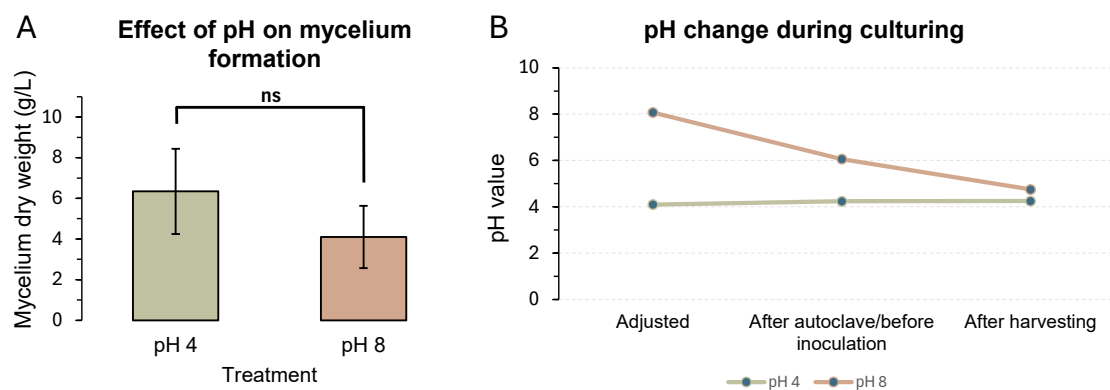 A
Effect of pH on mycelium
formation
Mycelium dry weight (g/L)
10
8
6
4
2
0
ns
pH 4
pH 8
Treatment
B
pH change during culturing
pH value
10
8
6
4
2
0
Adjusted
After autoclave/before
inoculation
After harvesting
pH 4
pH 8